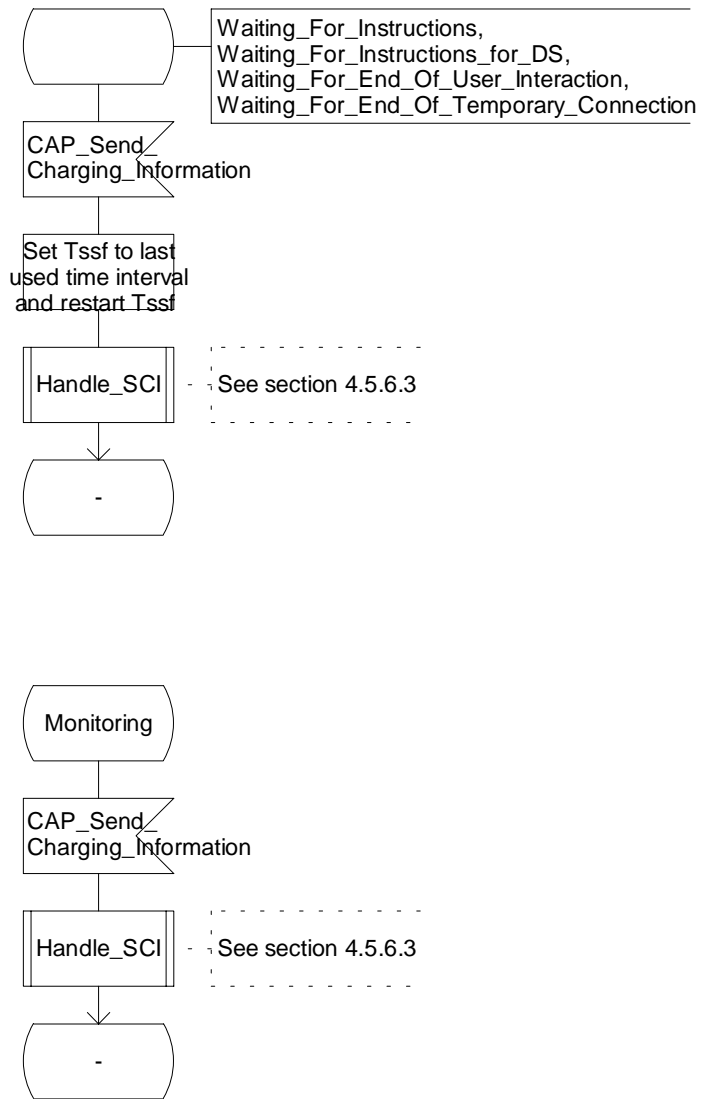 Waiting_For_Instructions,
Waiting_For_Instructions_for_DS,
Waiting_For_End_Of_User_Interaction,
Waiting_For_End_Of_Temporary_Connection
CAP_Send_
Charging_Information
Set Tssf to last
used time interval
and restart Tssf
Handle_SCI
See section 4.5.6.3
-
Monitoring
CAP_Send_
Charging_Information
Handle_SCI
See section 4.5.6.3
-